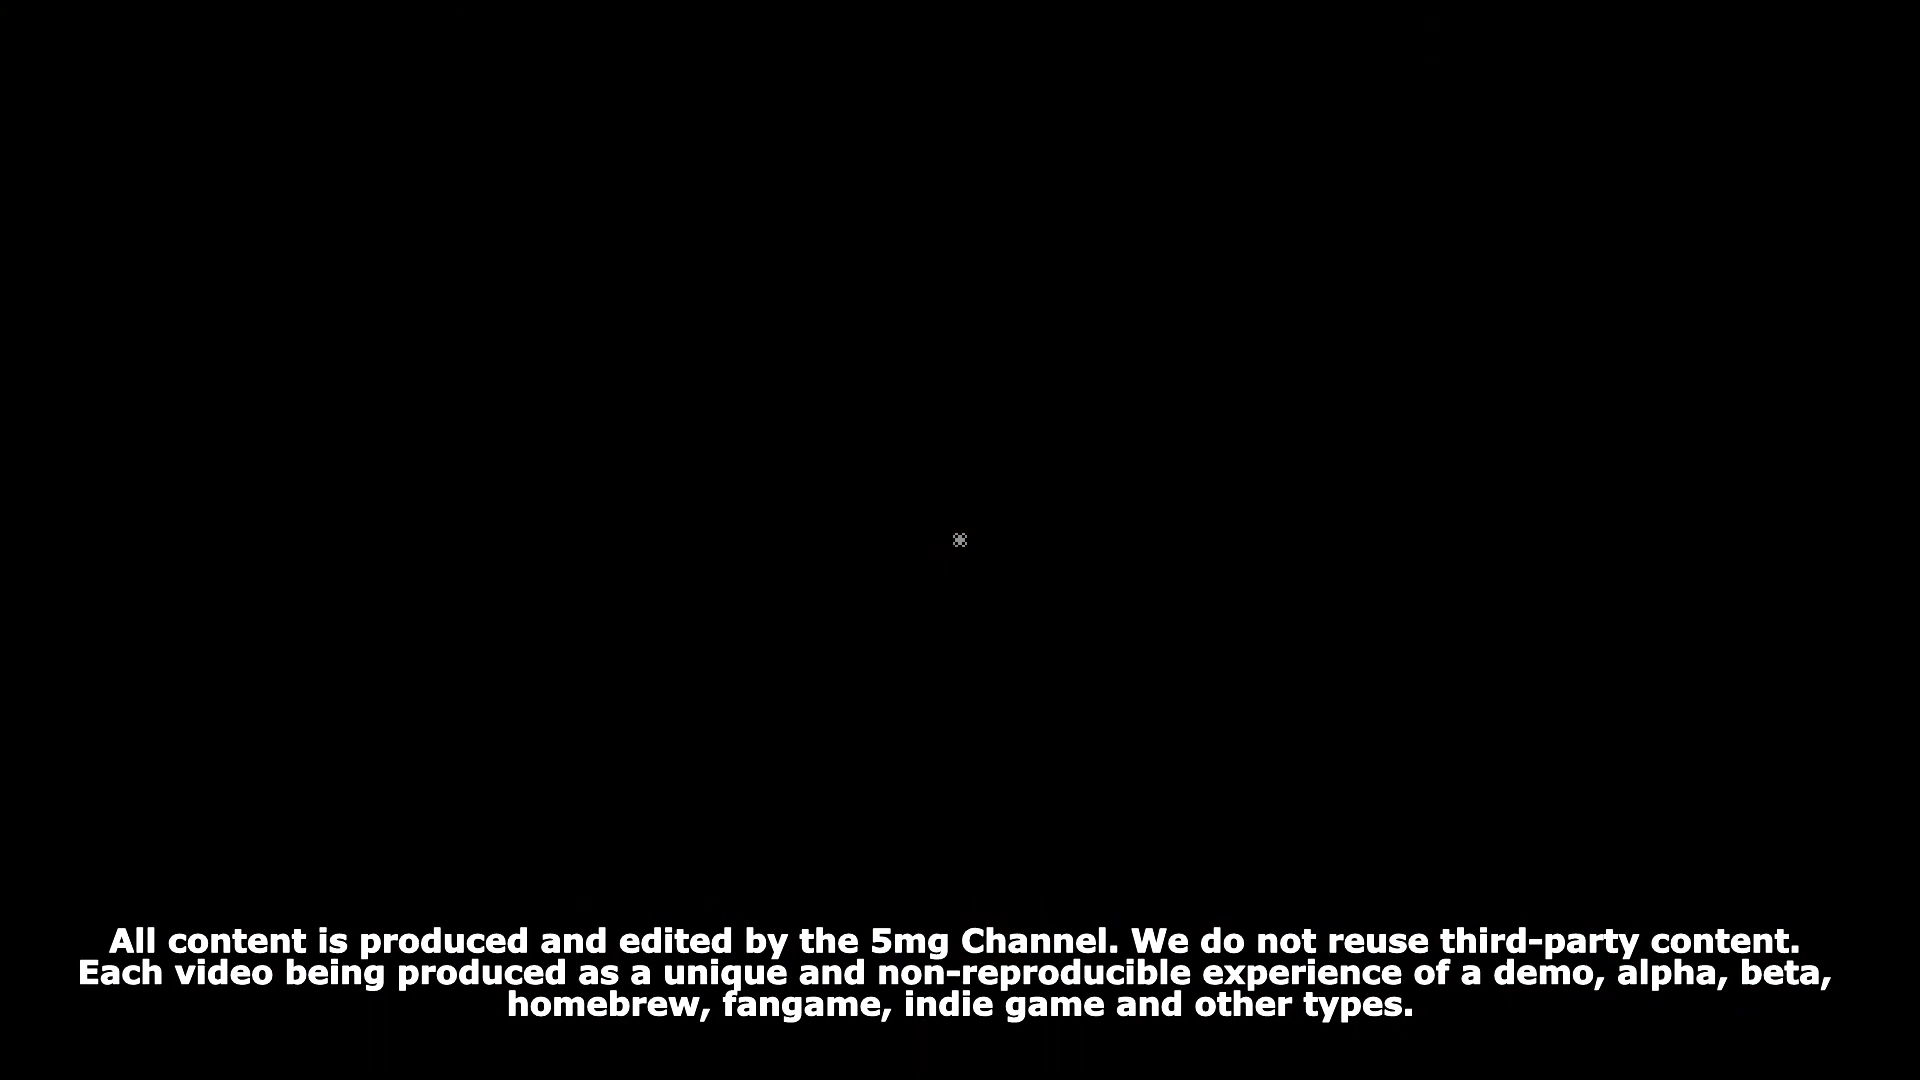 All content is produced and edited by the 5mg Channel. We do not reuse third-party content.
Each video being produced as a unique and non-reproducible experience of a demo, alpha, beta,
homebrew, fangame, indie game and other types.